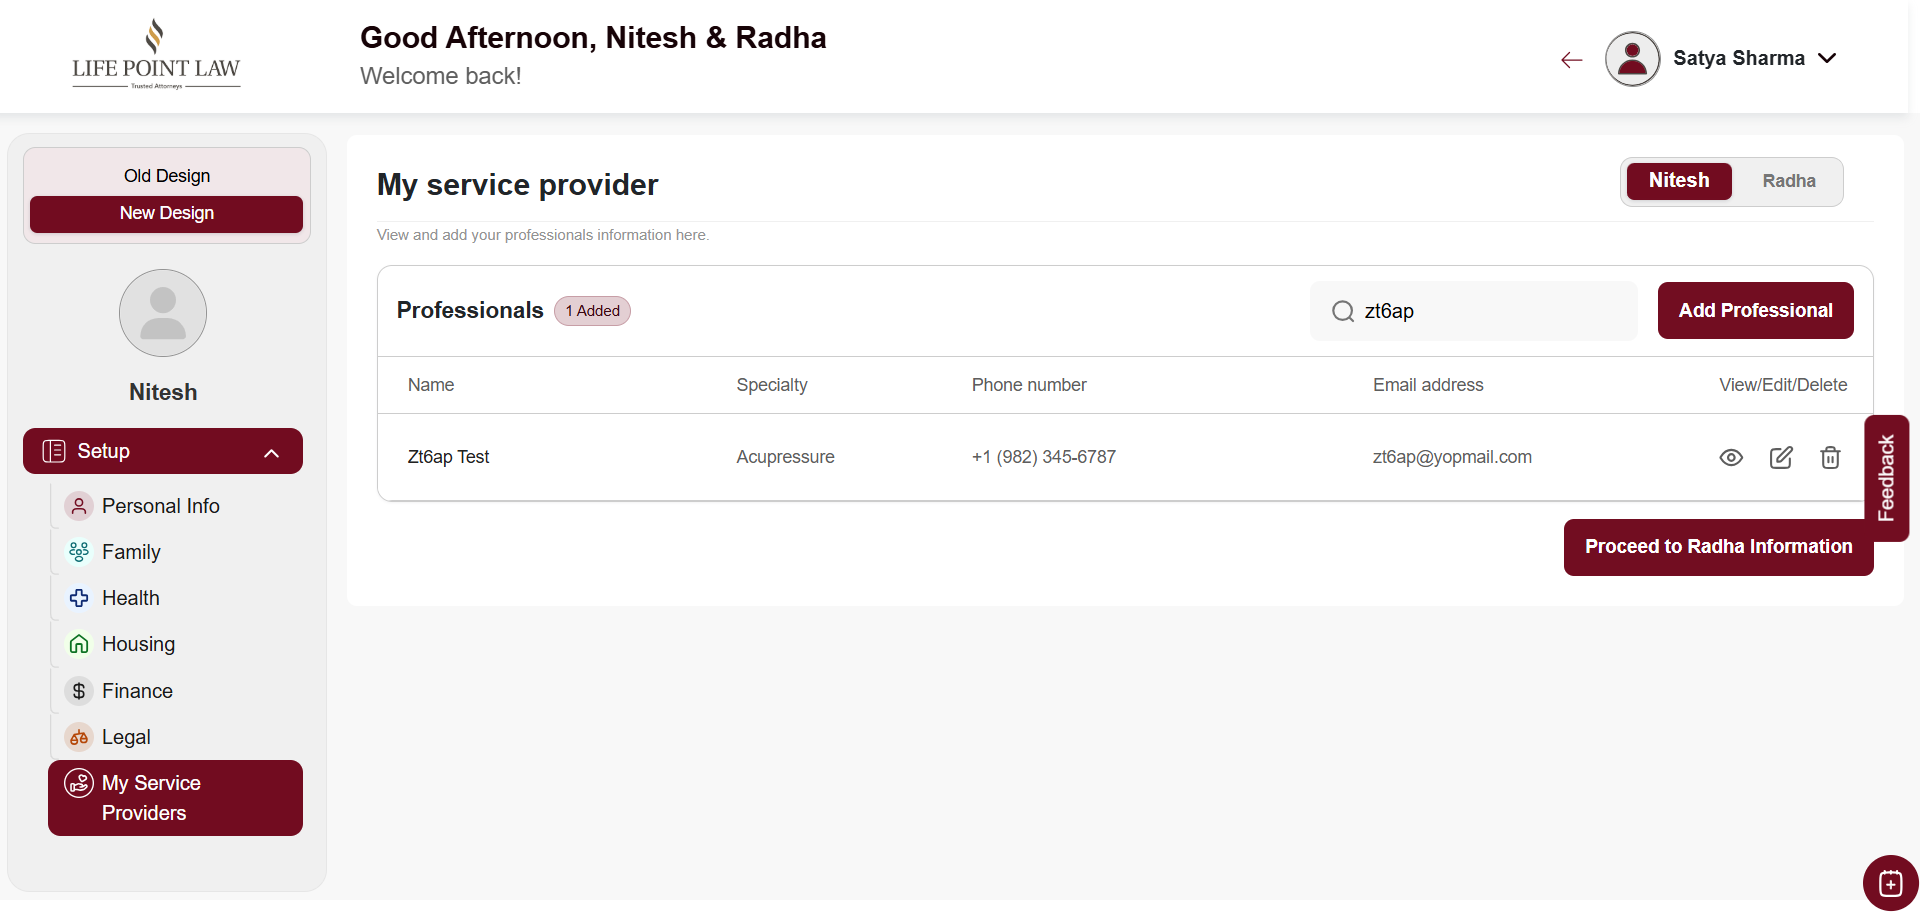 LIFE POINT LAW
Trusted Attorneys
Good Afternoon, Nitesh & Radha
Welcome back!
Satya Sharma
Old Design
New Design
Nitesh
Setup
Personal Info
Family
Health
Housing
$ Finance
Legal
My Service
Providers
My service provider
Nitesh Radha
View and add your professionals information here.
Professionals 1 Added
zt6ap
Add Professional
Name Specialty Phone number Email address View/Edit/Delete
Zt6ap Test Acupressure +1 (982) 345-6787 zt6ap@yopmail.com
Feedback
Proceed to Radha Information